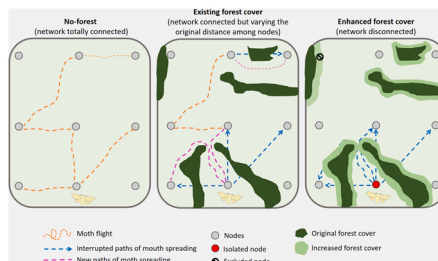 No-forest
(network totally connected)
Existing forest cover
(network connected but varying the
original distance among nodes)
Enhanced forest cover
(network disconnected)
Moth flight
Interrupted paths of mouth spreading
New paths of mouth spreading
Nodes
Isolated node
Excluded node
Original forest cover
Increased forest cover